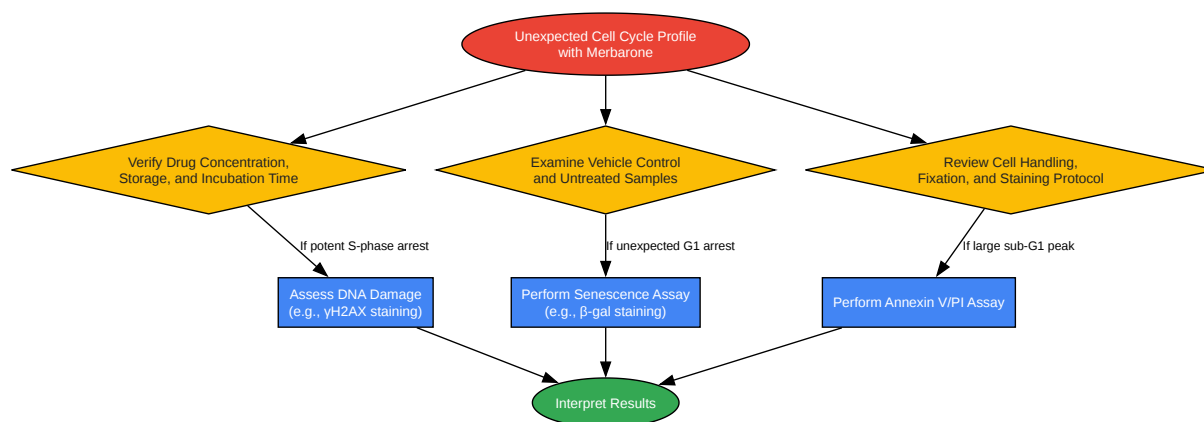 Unexpected Cell Cycle Profile
with Merbarone
Verify Drug Concentration,
Storage, and Incubation Time
Examine Vehicle Control
and Untreated Samples
Review Cell Handling,
Fixation, and Staining Protocol
If potent S-phase arrest
If unexpected G1 arrest
If large sub-G1 peak
Assess DNA Damage
(e.g., γH2AX staining)
Perform Senescence Assay
(e.g., β-gal staining)
Perform Annexin V/PI Assay
Interpret Results